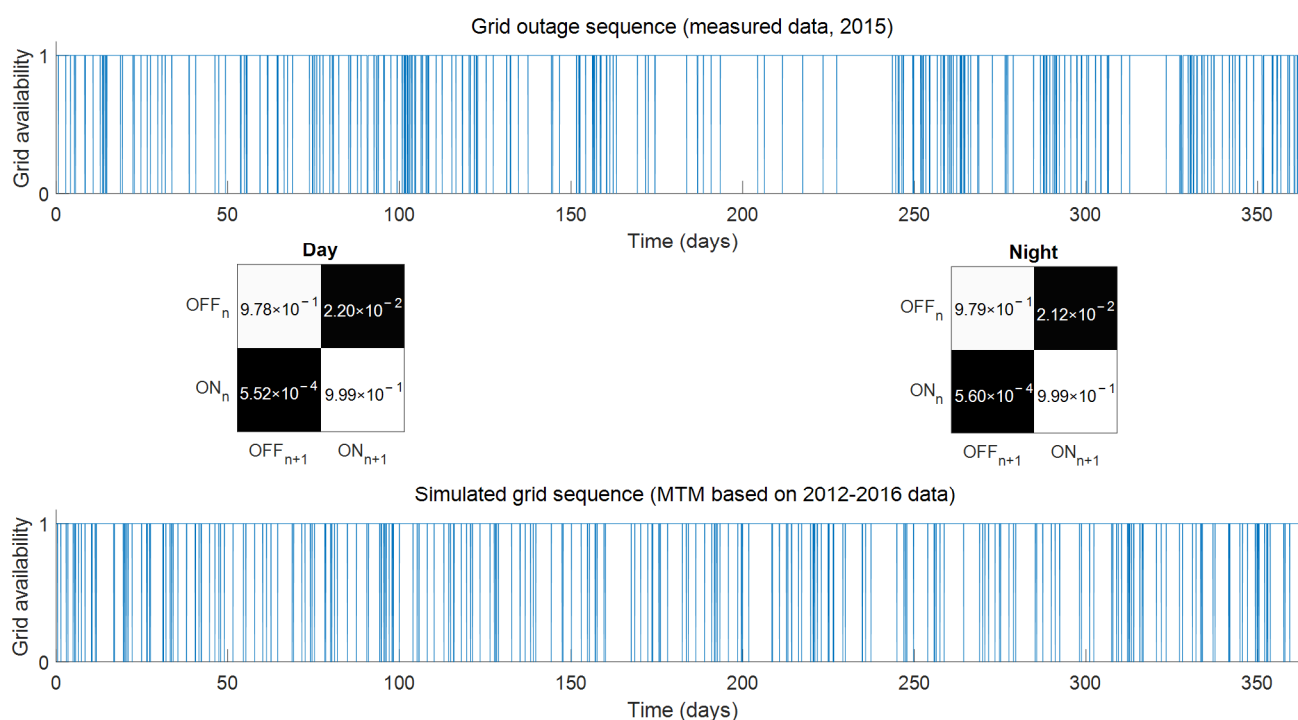 Grid outage sequence (measured data, 2015)
Grid availability
1
0
0 50 100 150 200 250 300 350
Time (days)
Day
OFFₙ 9.78×10⁻¹ 2.20×10⁻²
ONₙ 5.52×10⁻⁴ 9.99×10⁻¹
OFFₙ₊₁ ONₙ₊₁
Night
OFFₙ 9.79×10⁻¹ 2.12×10⁻²
ONₙ 5.60×10⁻⁴ 9.99×10⁻¹
OFFₙ₊₁ ONₙ₊₁
Simulated grid sequence (MTM based on 2012-2016 data)
Grid availability
1
0
0 50 100 150 200 250 300 350
Time (days)